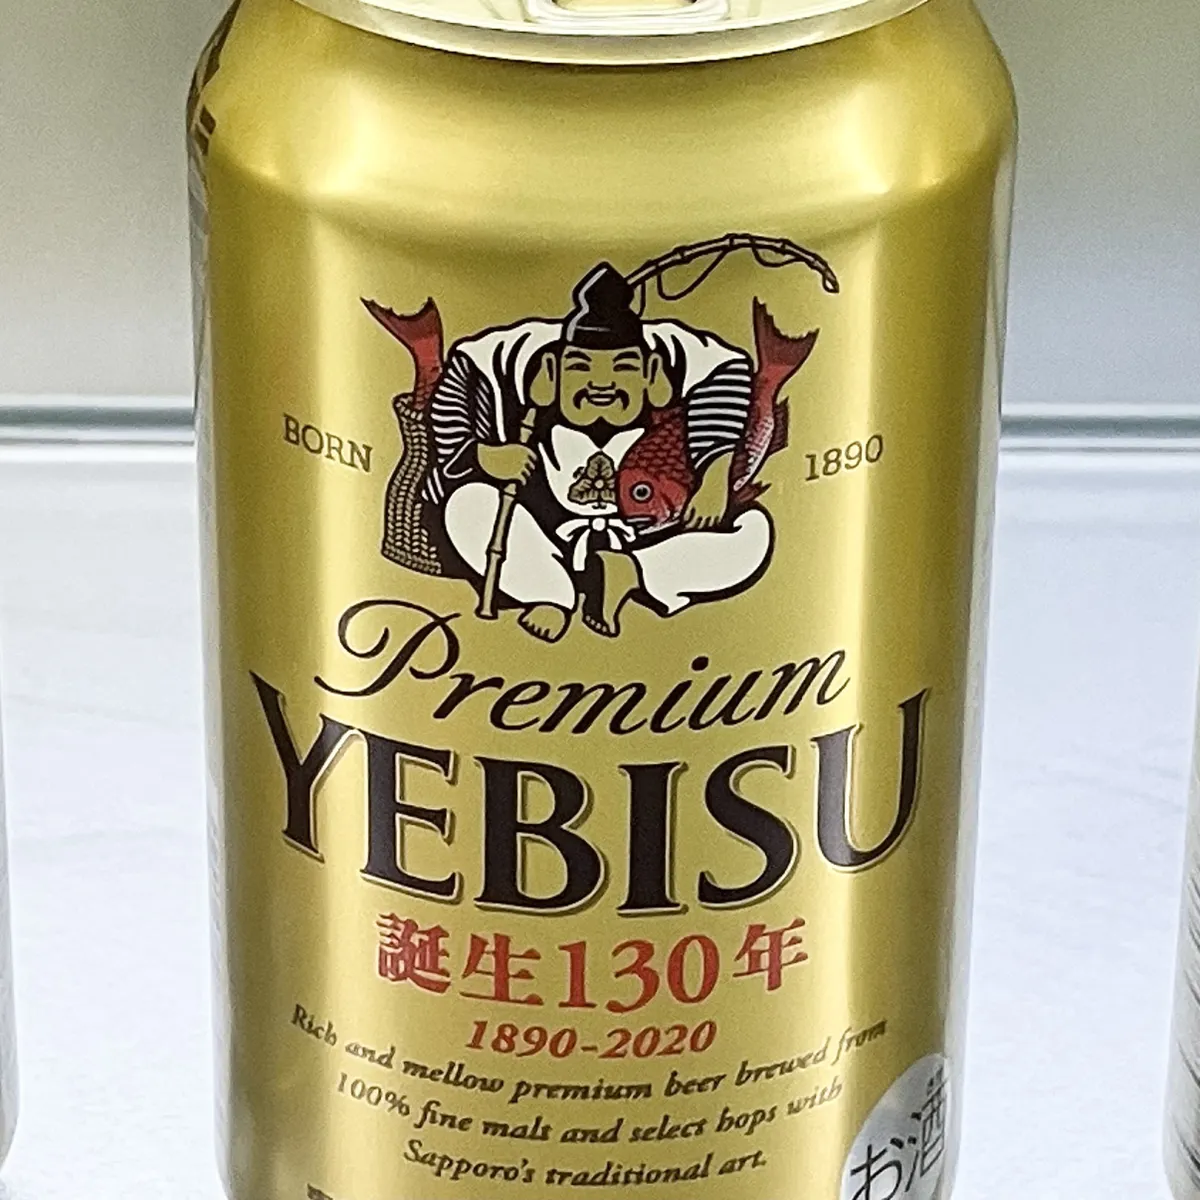 BORN
1890
Premium
YEBISU
誕生130年
1890-2020
Rich and mellow premium beer brewed from
100% fine malt and select hops with
Sapporo's traditional art.
お酒